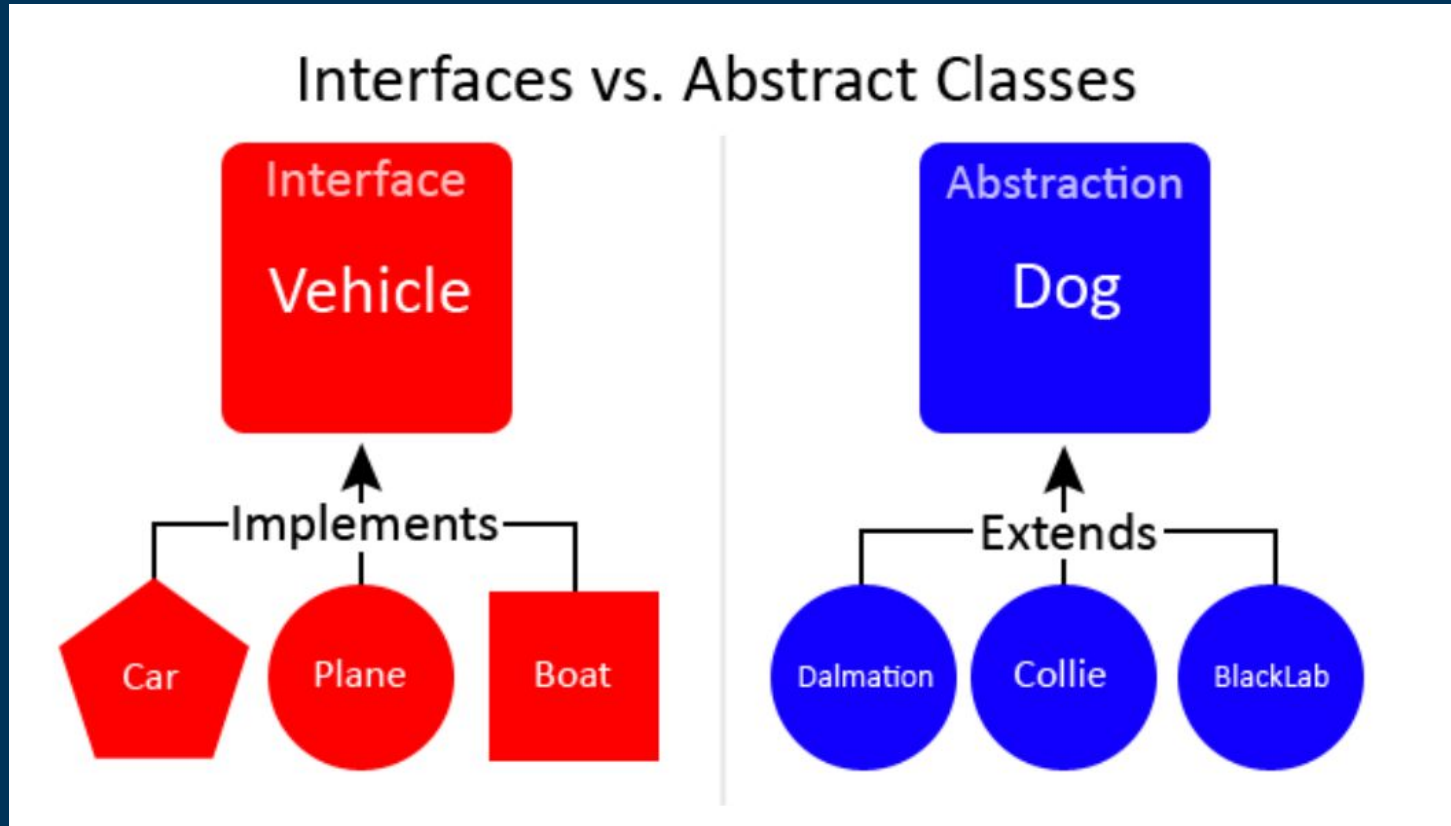 Interfaces vs. Abstract Classes
Interface
Vehicle
Implements
Car
Plane
Boat
Abstraction
Dog
Extends
Dalmation
Collie
BlackLab